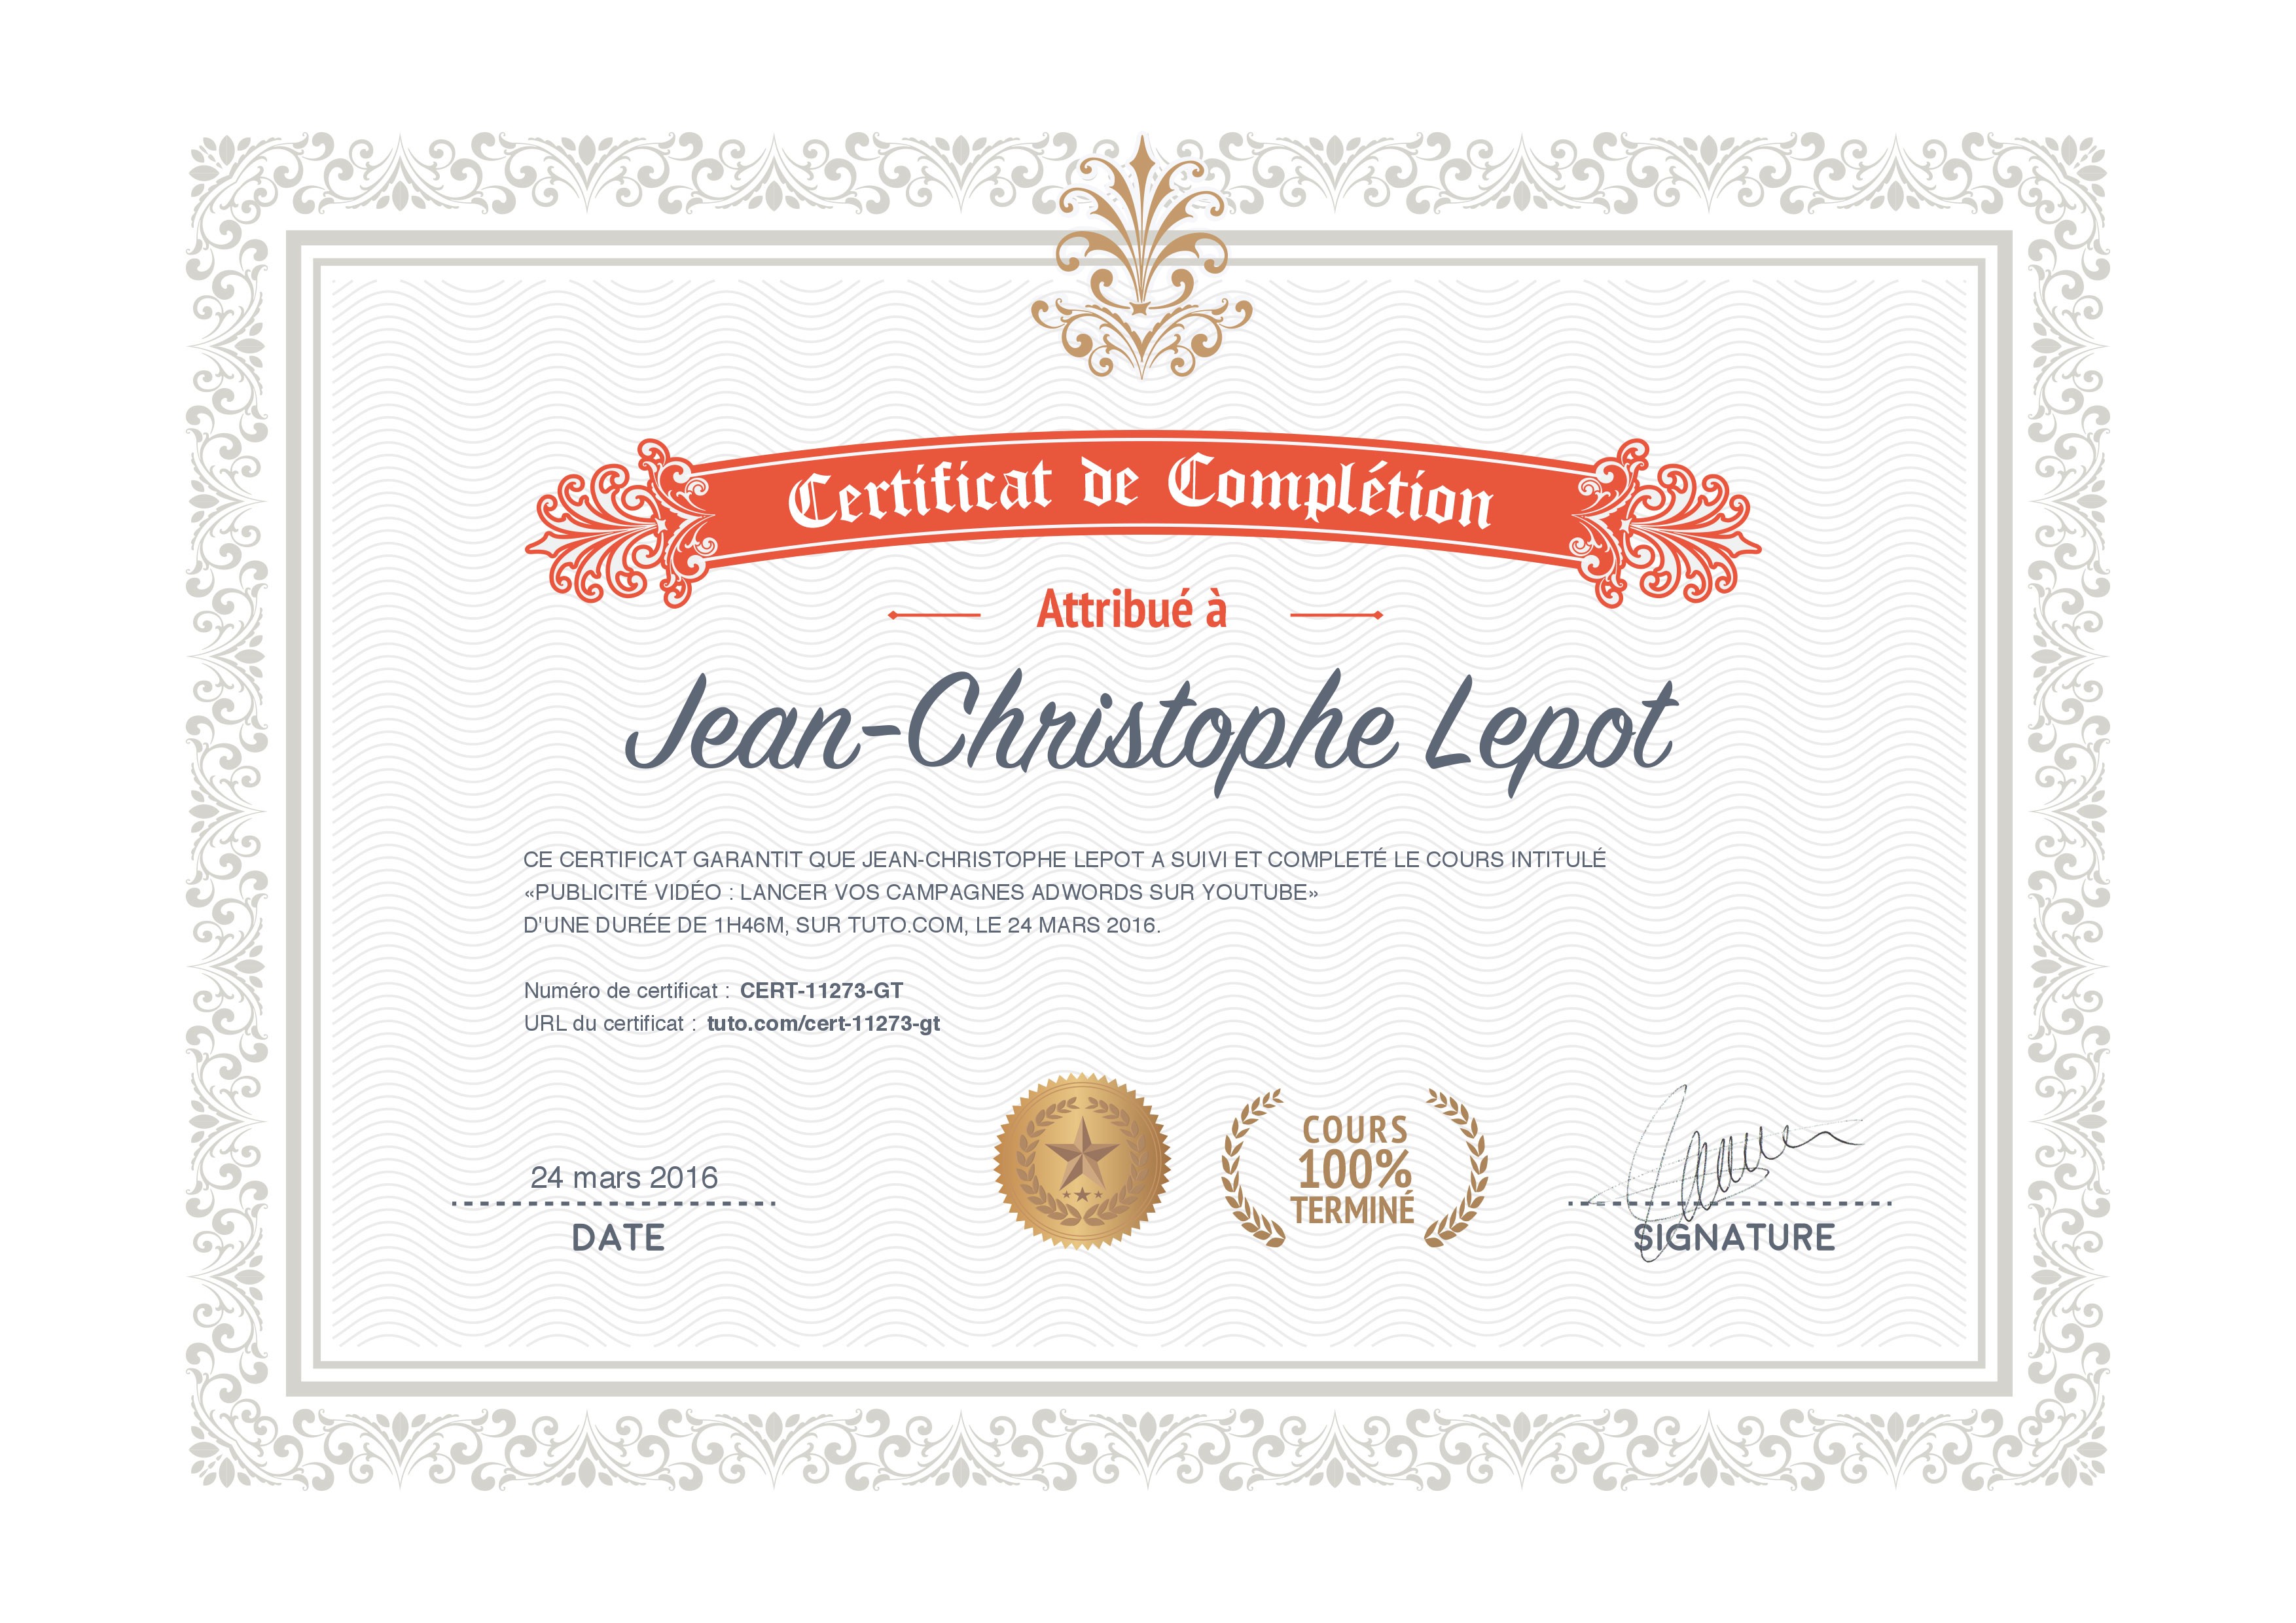 Certificat de Complétion
Attribué à
Jean-Christophe Lepot
CE CERTIFICAT GARANTIT QUE JEAN-CHRISTOPHE LEPOT A SUIVI ET COMPLETÉ LE COURS INTITULÉ
«PUBLICITÉ VIDÉO : LANCER VOS CAMPAGNES ADWORDS SUR YOUTUBE»
D'UNE DURÉE DE 1H46M, SUR TUTO.COM, LE 24 MARS 2016.
Numéro de certificat : CERT-11273-GT
URL du certificat : tuto.com/cert-11273-gt
24 mars 2016
DATE
COURS
100%
TERMINÉ
SIGNATURE